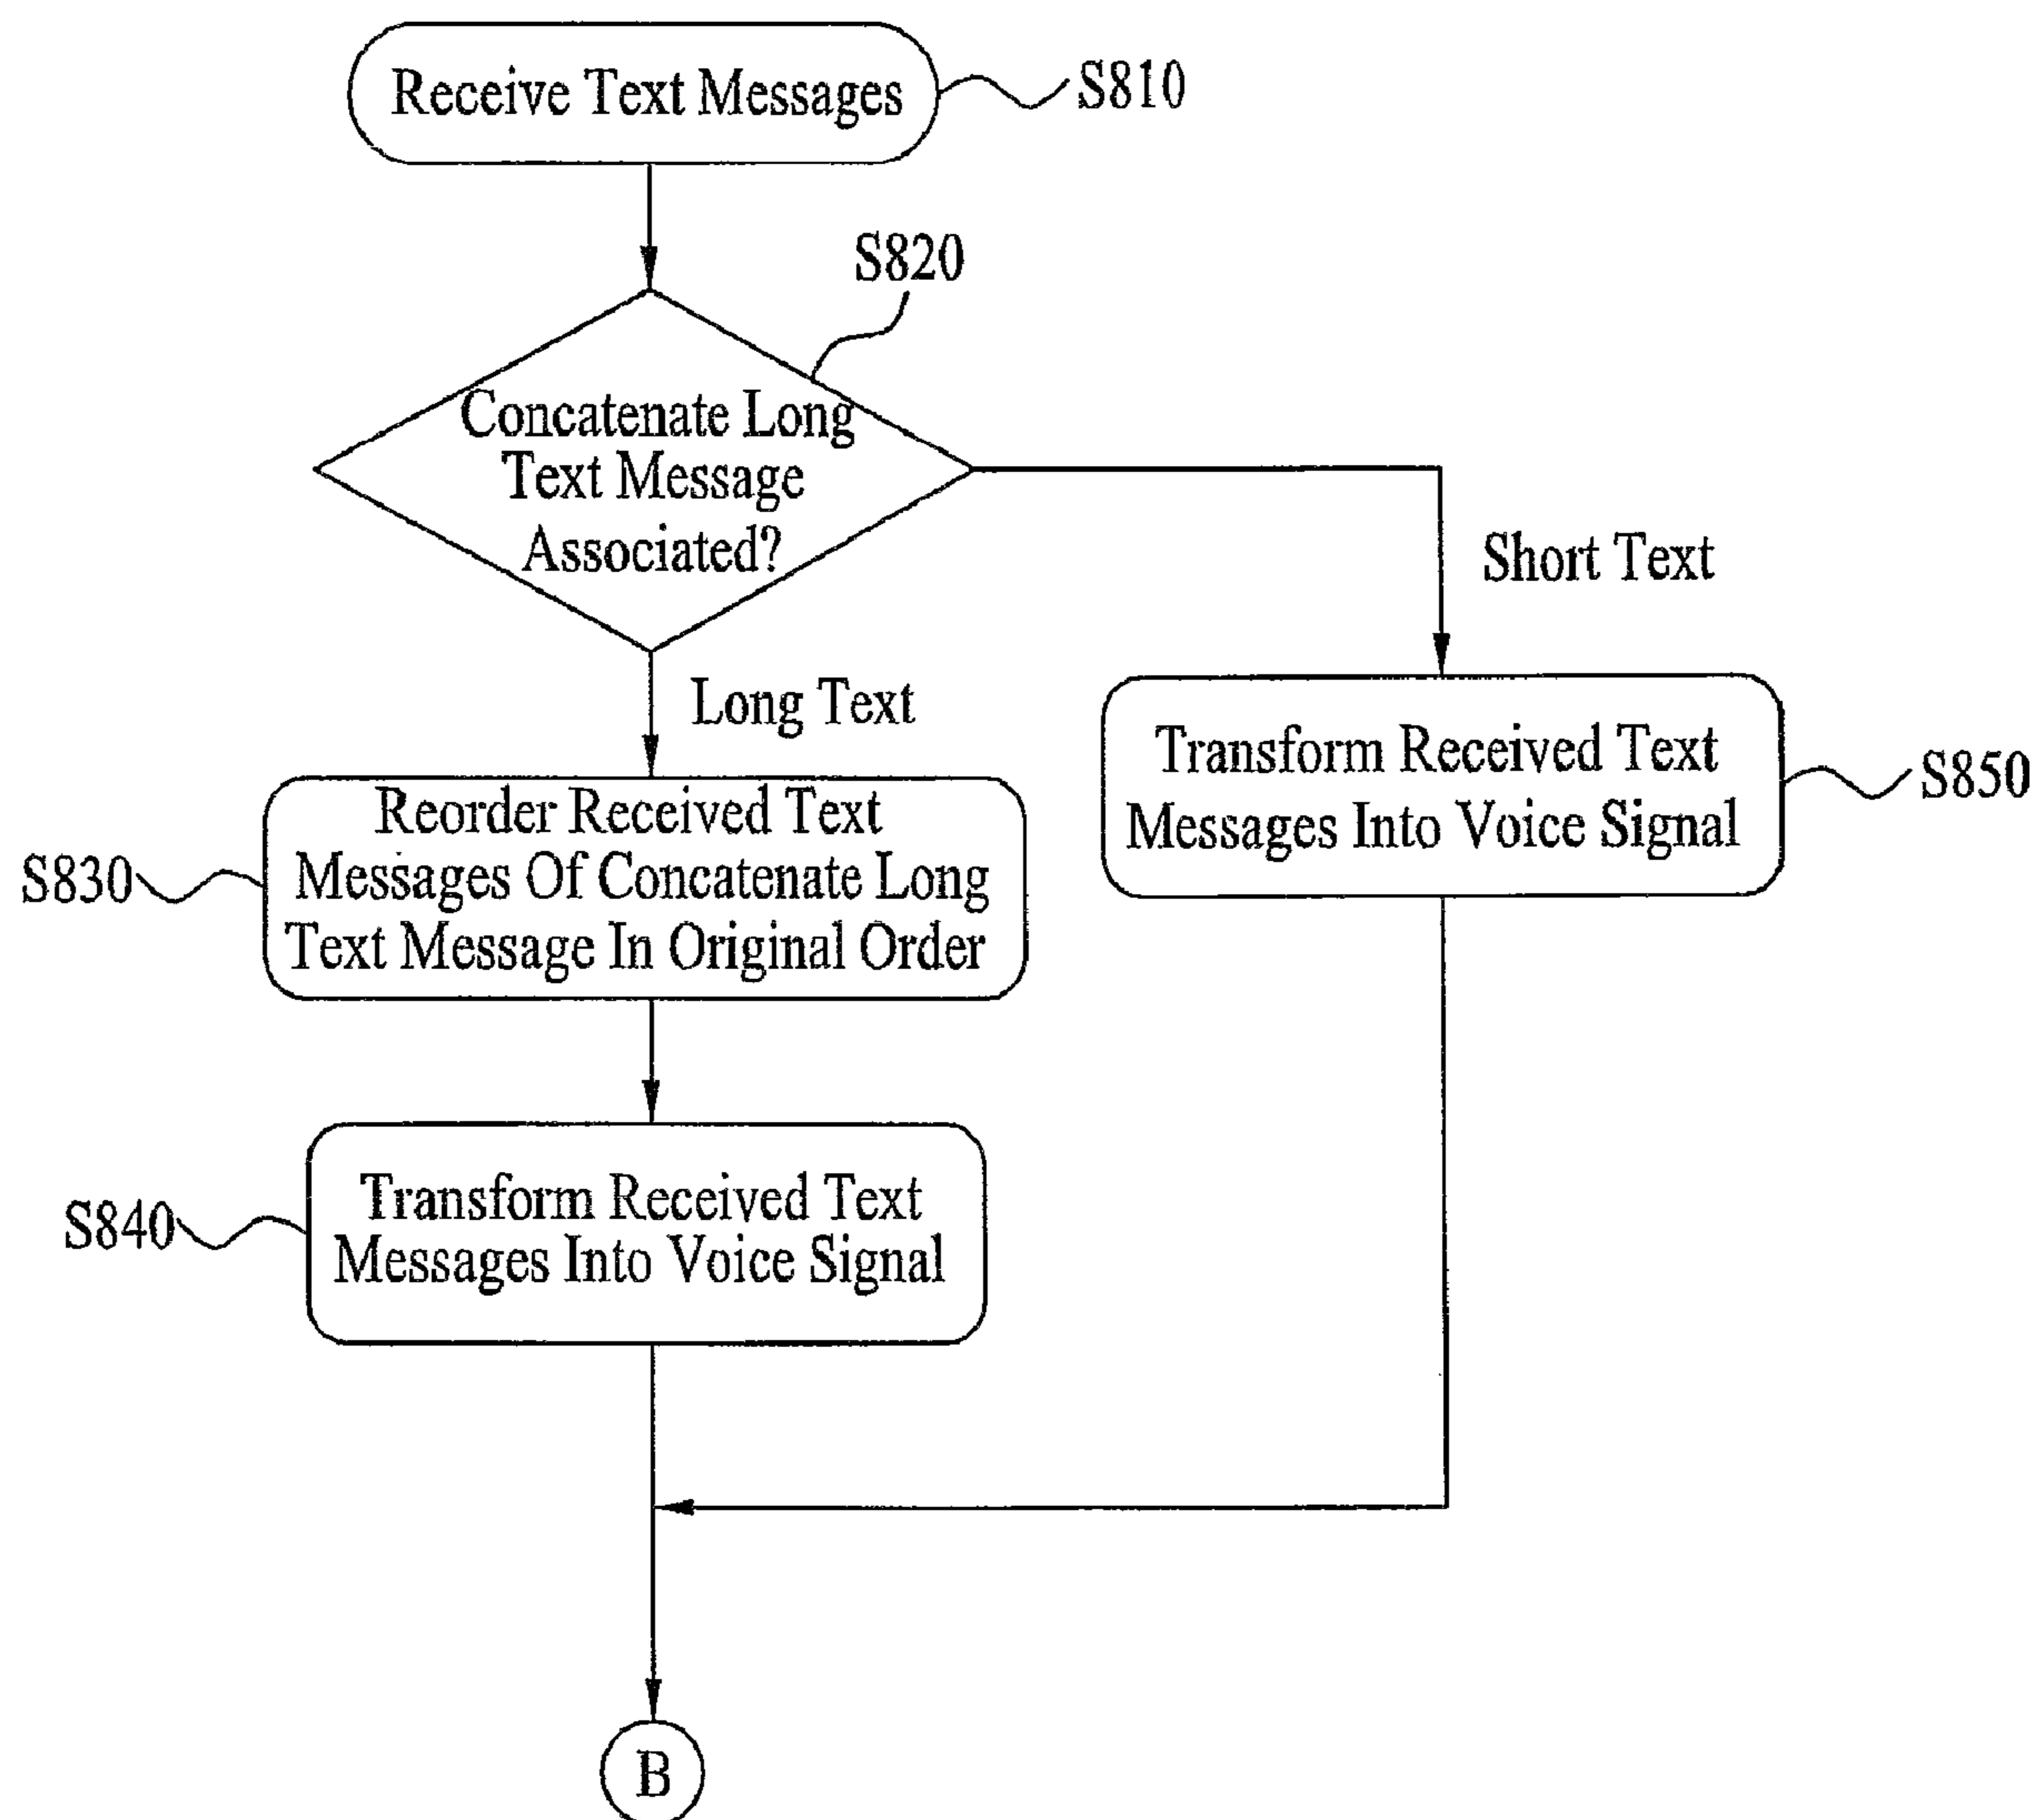 Receive Text Messages
S810
S820
Concatenate Long
Text Message
Associated?
Short Text
Long Text
Transform Received Text
Messages Into Voice Signal
S850
Reorder Received Text
Messages Of Concatenate Long
Text Message In Original Order
S830
Transform Received Text
Messages Into Voice Signal
S840
B